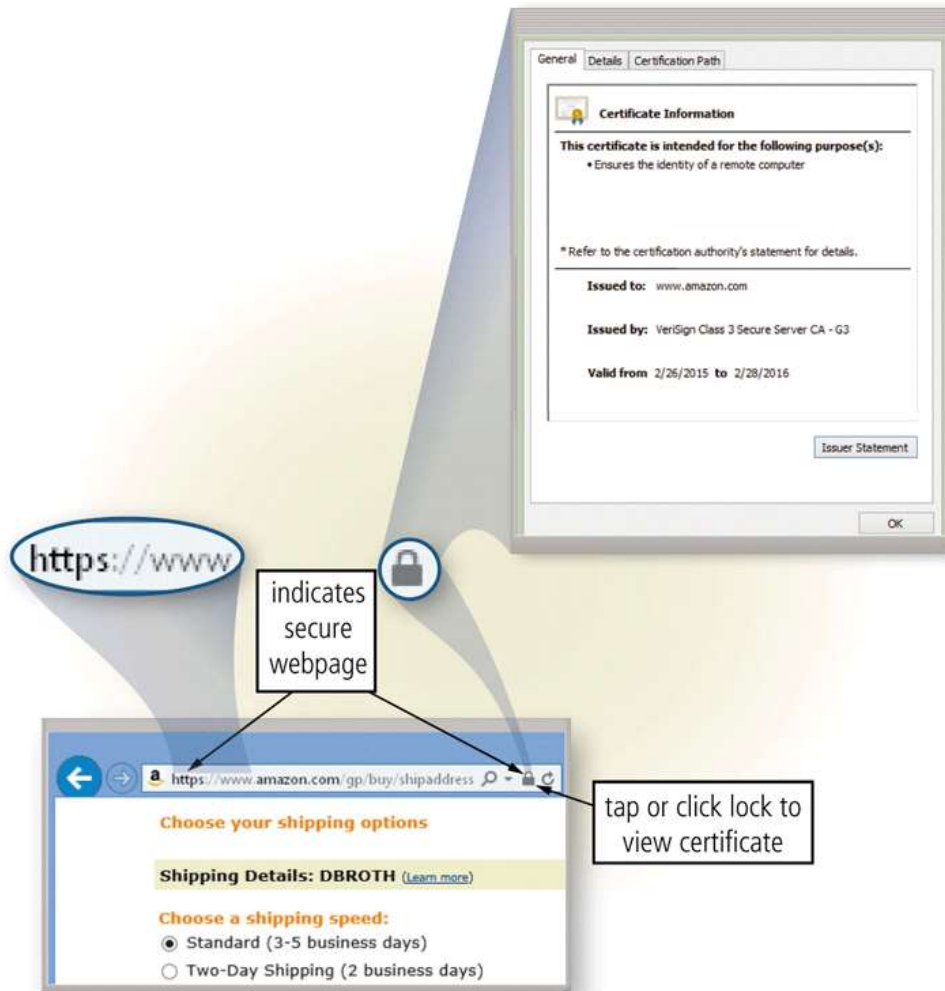 General Details Certification Path
Certificate Information
This certificate is intended for the following purpose(s):
• Ensures the identity of a remote computer
* Refer to the certification authority's statement for details.
Issued to: www.amazon.com
Issued by: VeriSign Class 3 Secure Server CA - G3
Valid from 2/26/2015 to 2/28/2016
Issuer Statement
OK
https://www
indicates
secure
webpage
a https://www.amazon.com/gp/buy/shipaddress
tap or click lock to
view certificate
Choose your shipping options
Shipping Details: DBROTH (Learn more)
Choose a shipping speed:
Standard (3-5 business days)
Two-Day Shipping (2 business days)